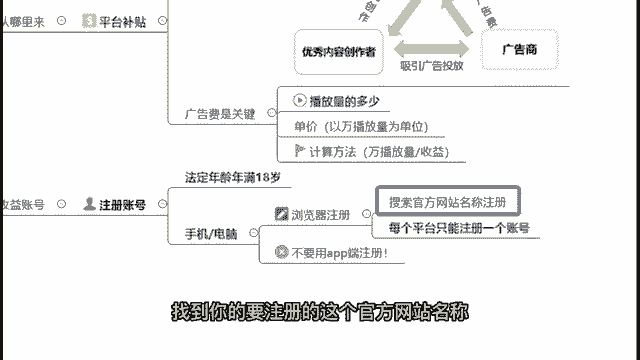 从哪里来
3 平台补贴
创作
广告费
优秀内容创作者
广告商
吸引广告投放
广告费是关键
播放量的多少
单价（以万播放量为单位）
计算方法（万播放量/收益）
收益账号
注册账号
法定年龄年满18岁
手机/电脑
浏览器注册
搜索官方网站名称注册
每个平台只能注册一个账号
不要用app端注册！
找到你的要注册的这个官方网站名称